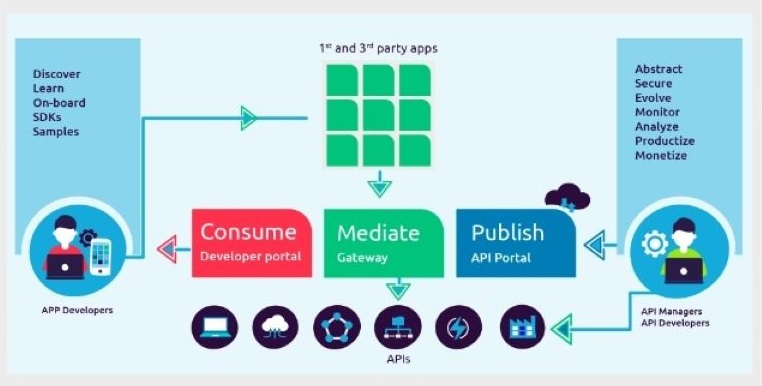 1st and 3rd party apps
Discover
Learn
On-board
SDKs
Samples
Abstract
Secure
Evolve
Monitor
Analyze
Productize
Monetize
Consume
Developer portal
Mediate
Gateway
Publish
API Portal
APP Developers
API Managers
API Developers
APIs